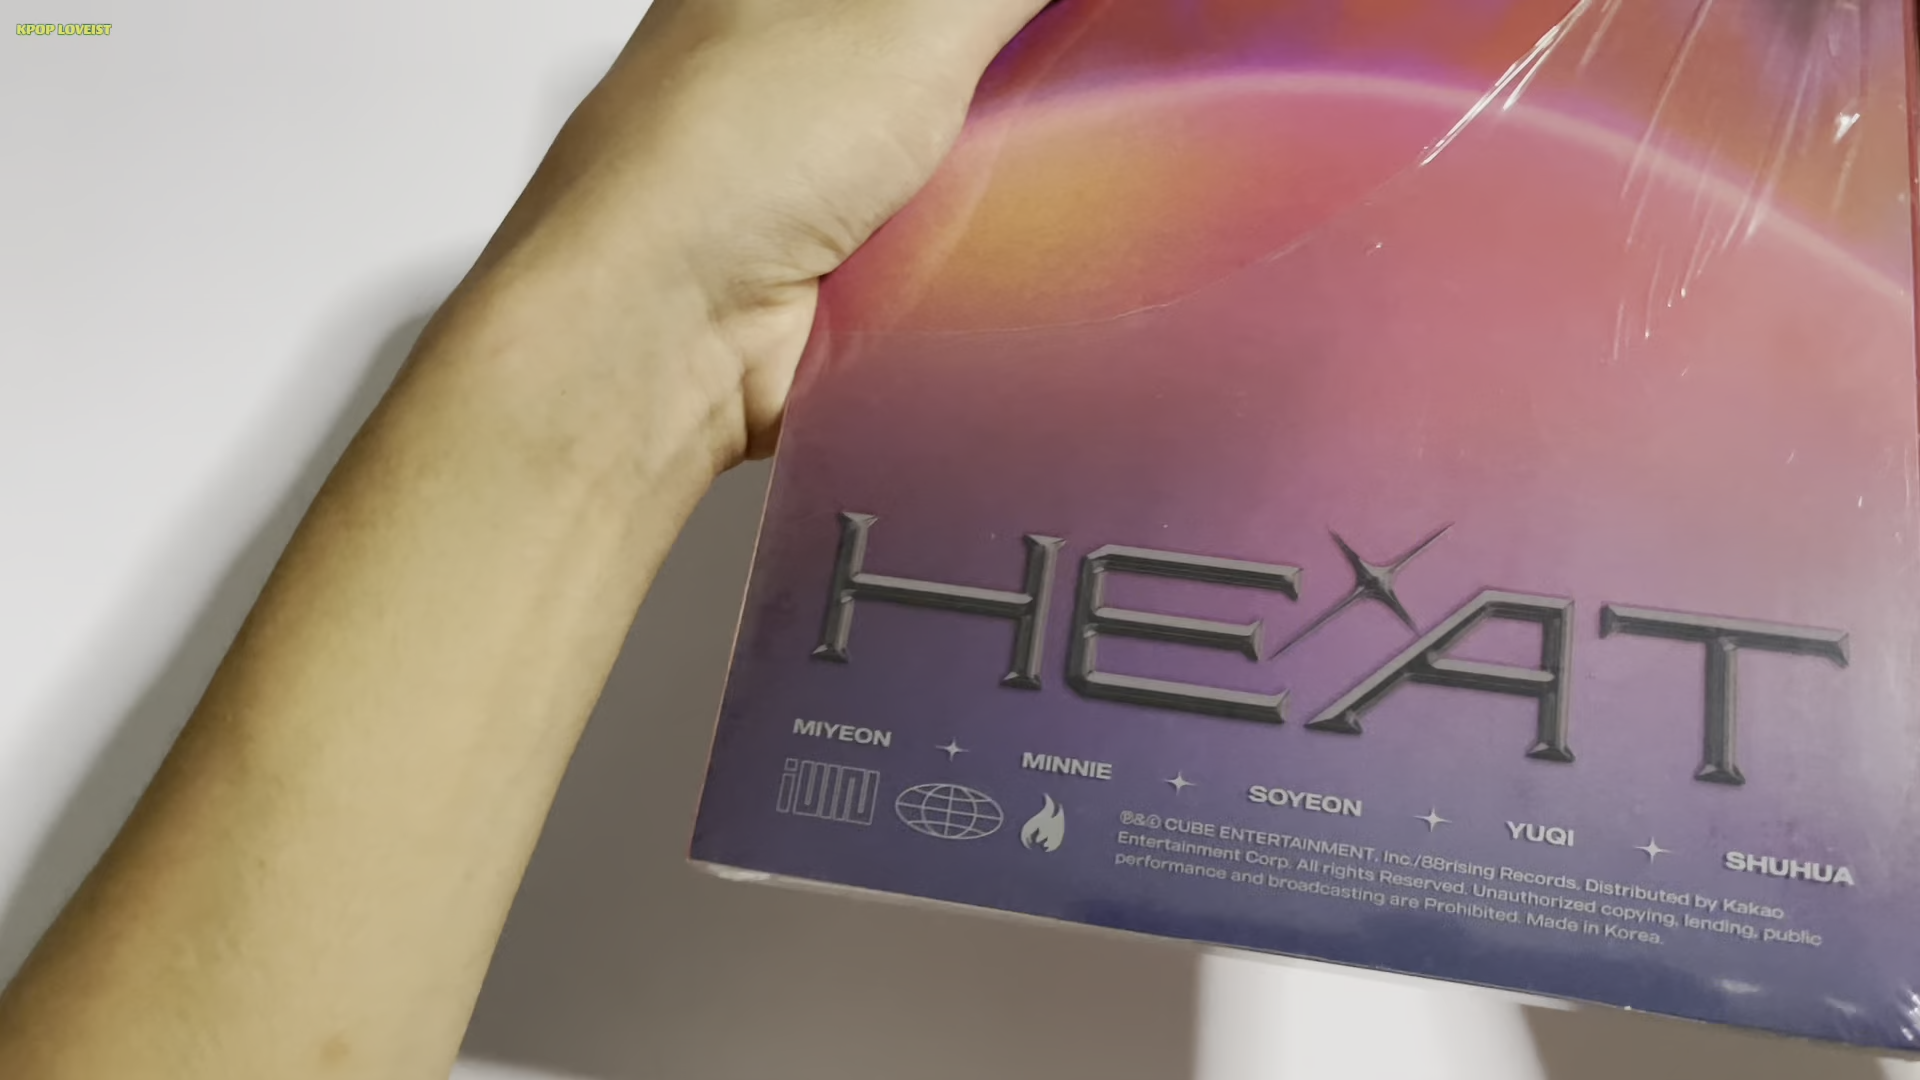 KPOP LOVEIST
HEAT
MIYEON MINNIE SOYEON YUQI SHUHUA
℗&© CUBE ENTERTAINMENT, Inc./88rising Records, Distributed by Kakao
Entertainment Corp. All rights Reserved. Unauthorized copying, lending, public
performance and broadcasting are Prohibited. Made in Korea.